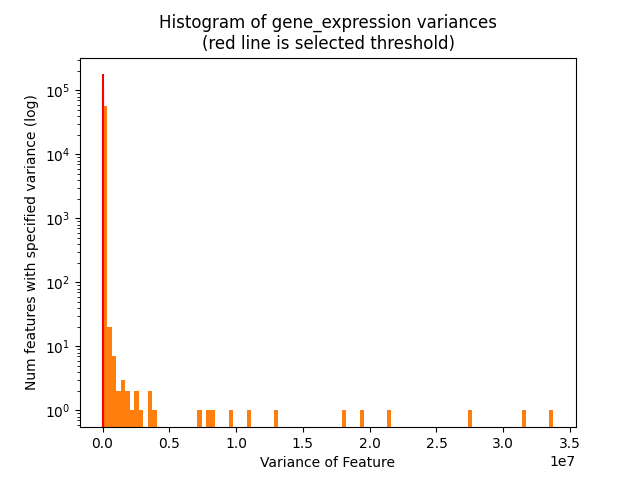 Histogram of gene_expression variances
(red line is selected threshold)
Num features with specified variance (log)
10^5
10^4
10^3
10^2
10^1
10^0
0.0 0.5 1.0 1.5 2.0 2.5 3.0 3.5
1e7
Variance of Feature